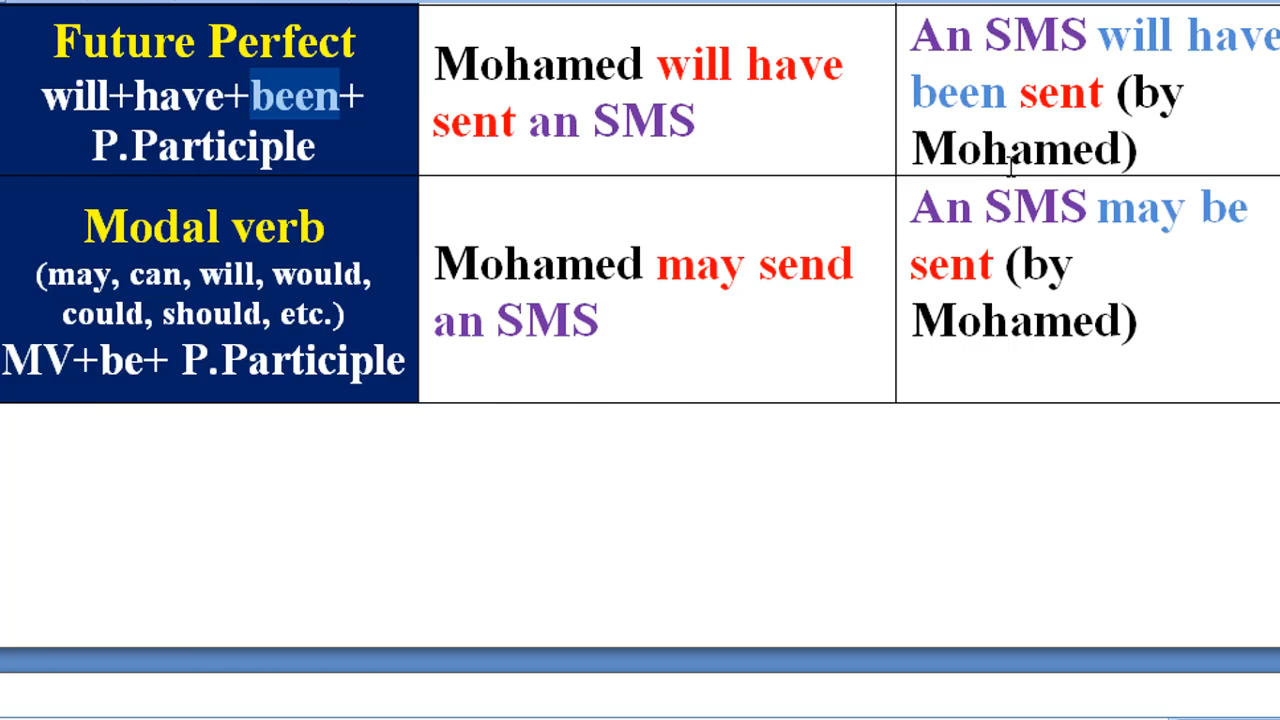 Future Perfect
will+have+been+
P.Participle
Mohamed will have
sent an SMS
An SMS will have
been sent (by
Mohamed)
Modal verb
(may, can, will, would,
could, should, etc.)
MV+be+ P.Participle
Mohamed may send
an SMS
An SMS may be
sent (by
Mohamed)